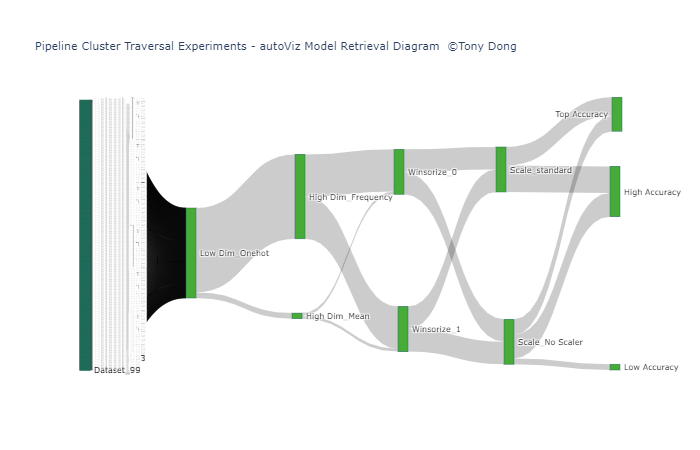 Pipeline Cluster Traversal Experiments - autoViz Model Retrieval Diagram ©Tony Dong
Top Accuracy
Winsorize_0
Scale_standard
High Accuracy
High Dim_Frequency
Low Dim_Onehot
High Dim_Mean
Winsorize_1
Scale_No Scaler
3
Dataset_99
Low Accuracy